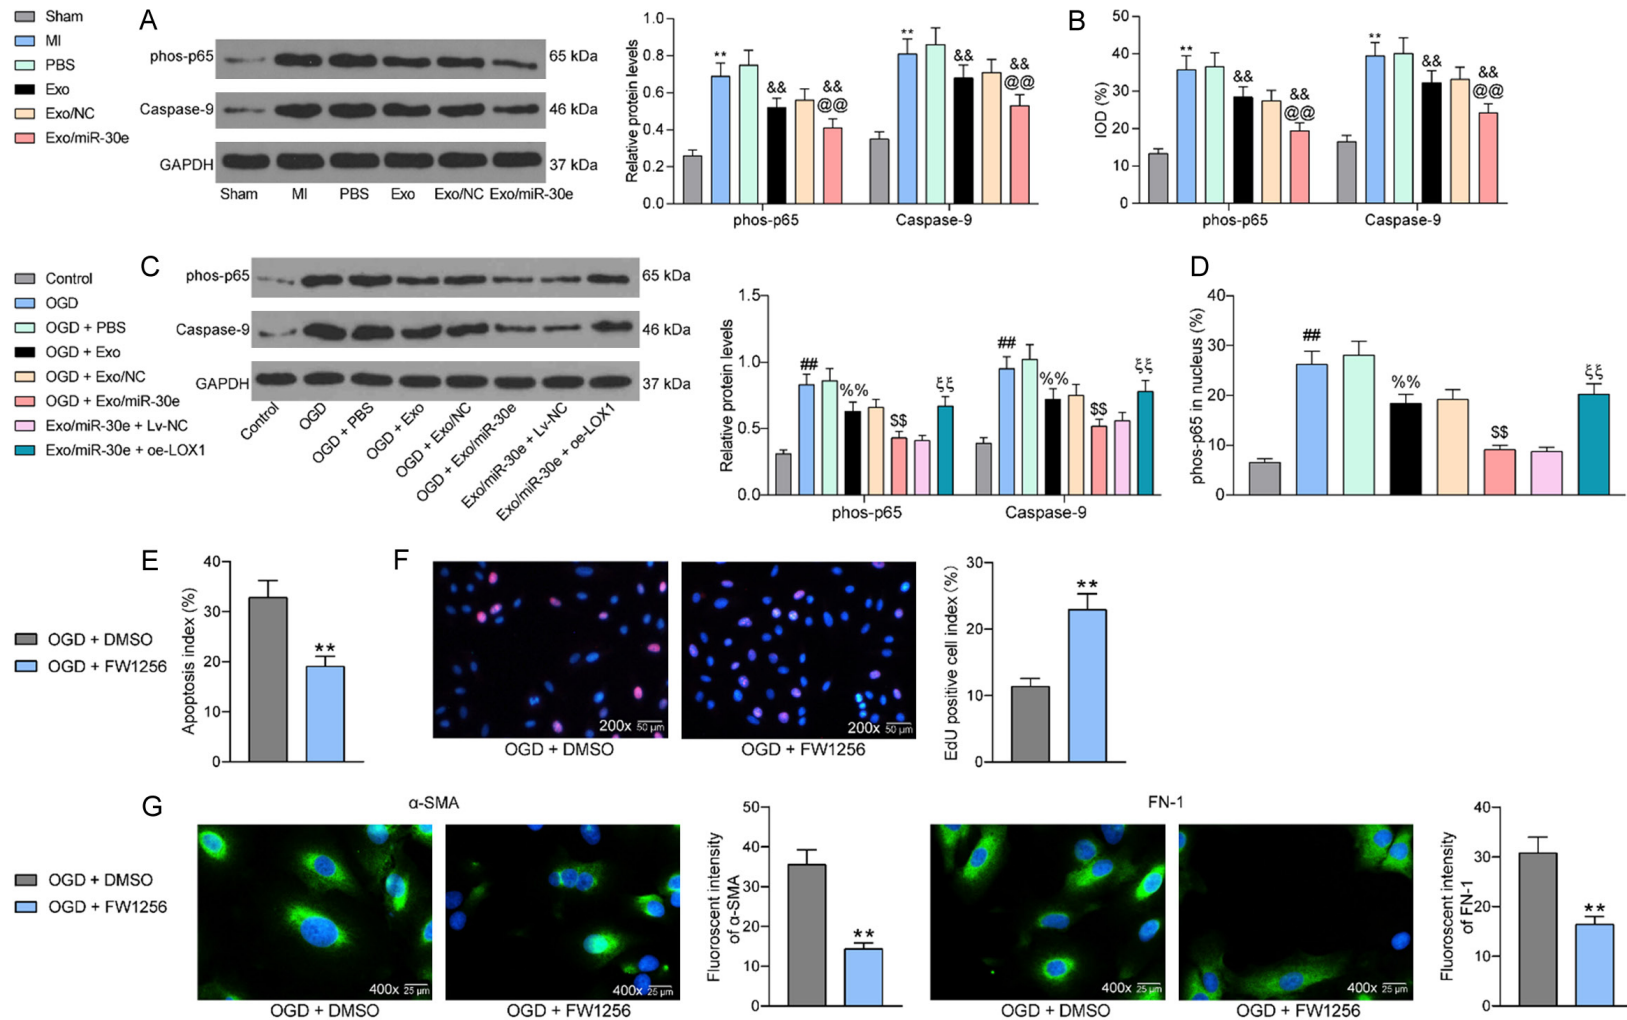 Sham
MI
PBS
Exo
Exo/NC
Exo/miR-30e
A
phos-p65
65 kDa
Caspase-9
46 kDa
GAPDH
37 kDa
Sham MI PBS Exo Exo/NC Exo/miR-30e
Relative protein levels
1.0
0.8
0.6
0.4
0.2
0.0
** && && @@
** && && @@
phos-p65 Caspase-9
B
IOD (%)
50
40
30
20
10
0
** && && @@
** && && @@
phos-p65 Caspase-9
Control
OGD
OGD + PBS
OGD + Exo
OGD + Exo/NC
OGD + Exo/miR-30e
Exo/miR-30e + Lv-NC
Exo/miR-30e + oe-LOX1
C
phos-p65
65 kDa
Caspase-9
46 kDa
GAPDH
37 kDa
Control
OGD
OGD + PBS
OGD + Exo
OGD + Exo/NC
OGD + Exo/miR-30e
Exo/miR-30e + Lv-NC
Exo/miR-30e + oe-LOX1
Relative protein levels
1.5
1.0
0.5
0.0
## %% $$ ξξ
## %% $$ ξξ
phos-p65 Caspase-9
D
phos-p65 in nucleus (%)
40
30
20
10
0
## %% $$ ξξ
OGD + DMSO
OGD + FW1256
E
Apoptosis index (%)
40
30
20
10
0
**
F
200x 50 μm
OGD + DMSO
200x 50 μm
OGD + FW1256
EdU positive cell index (%)
30
20
10
0
**
OGD + DMSO
OGD + FW1256
G
α-SMA
400x 25 μm
OGD + DMSO
400x 25 μm
OGD + FW1256
Fluoroscent intensity
of α-SMA
50
40
30
20
10
0
**
FN-1
400x 25 μm
OGD + DMSO
400x 25 μm
OGD + FW1256
Fluoroscent intensity
of FN-1
40
30
20
10
0
**